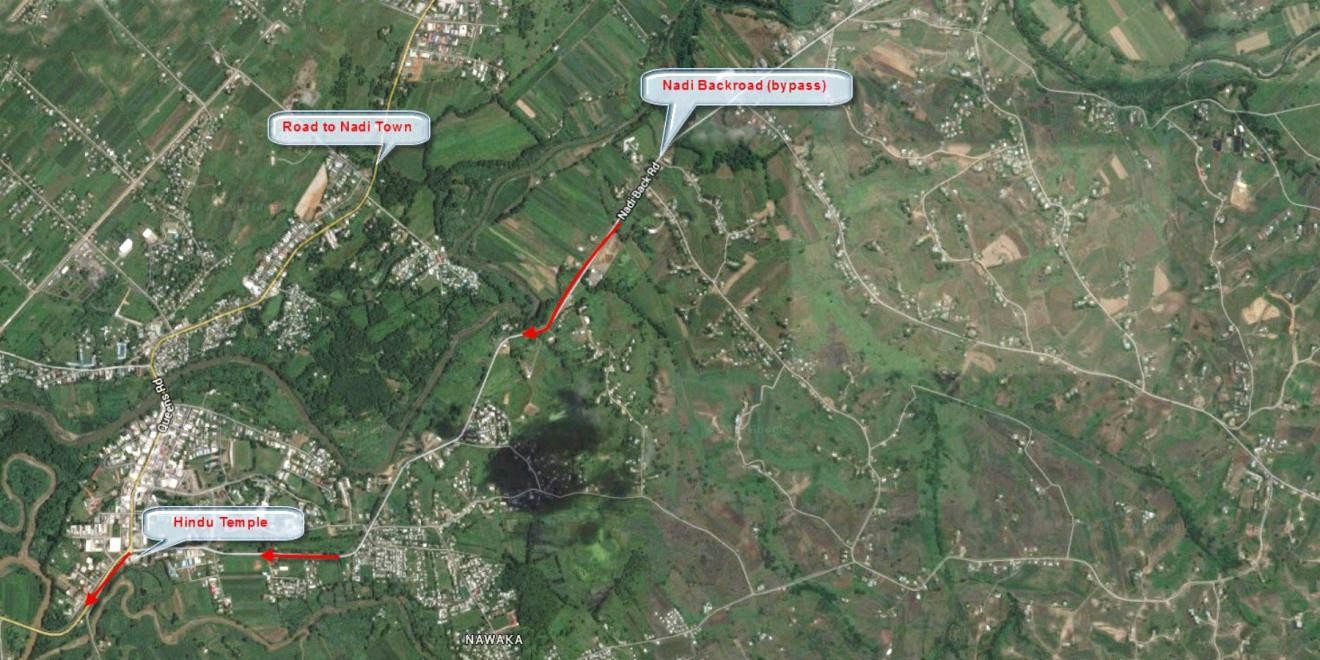 Nadi Backroad (bypass)
Road to Nadi Town
Nadi Back Rd
Queens Rd
Hindu Temple
NAWAKA